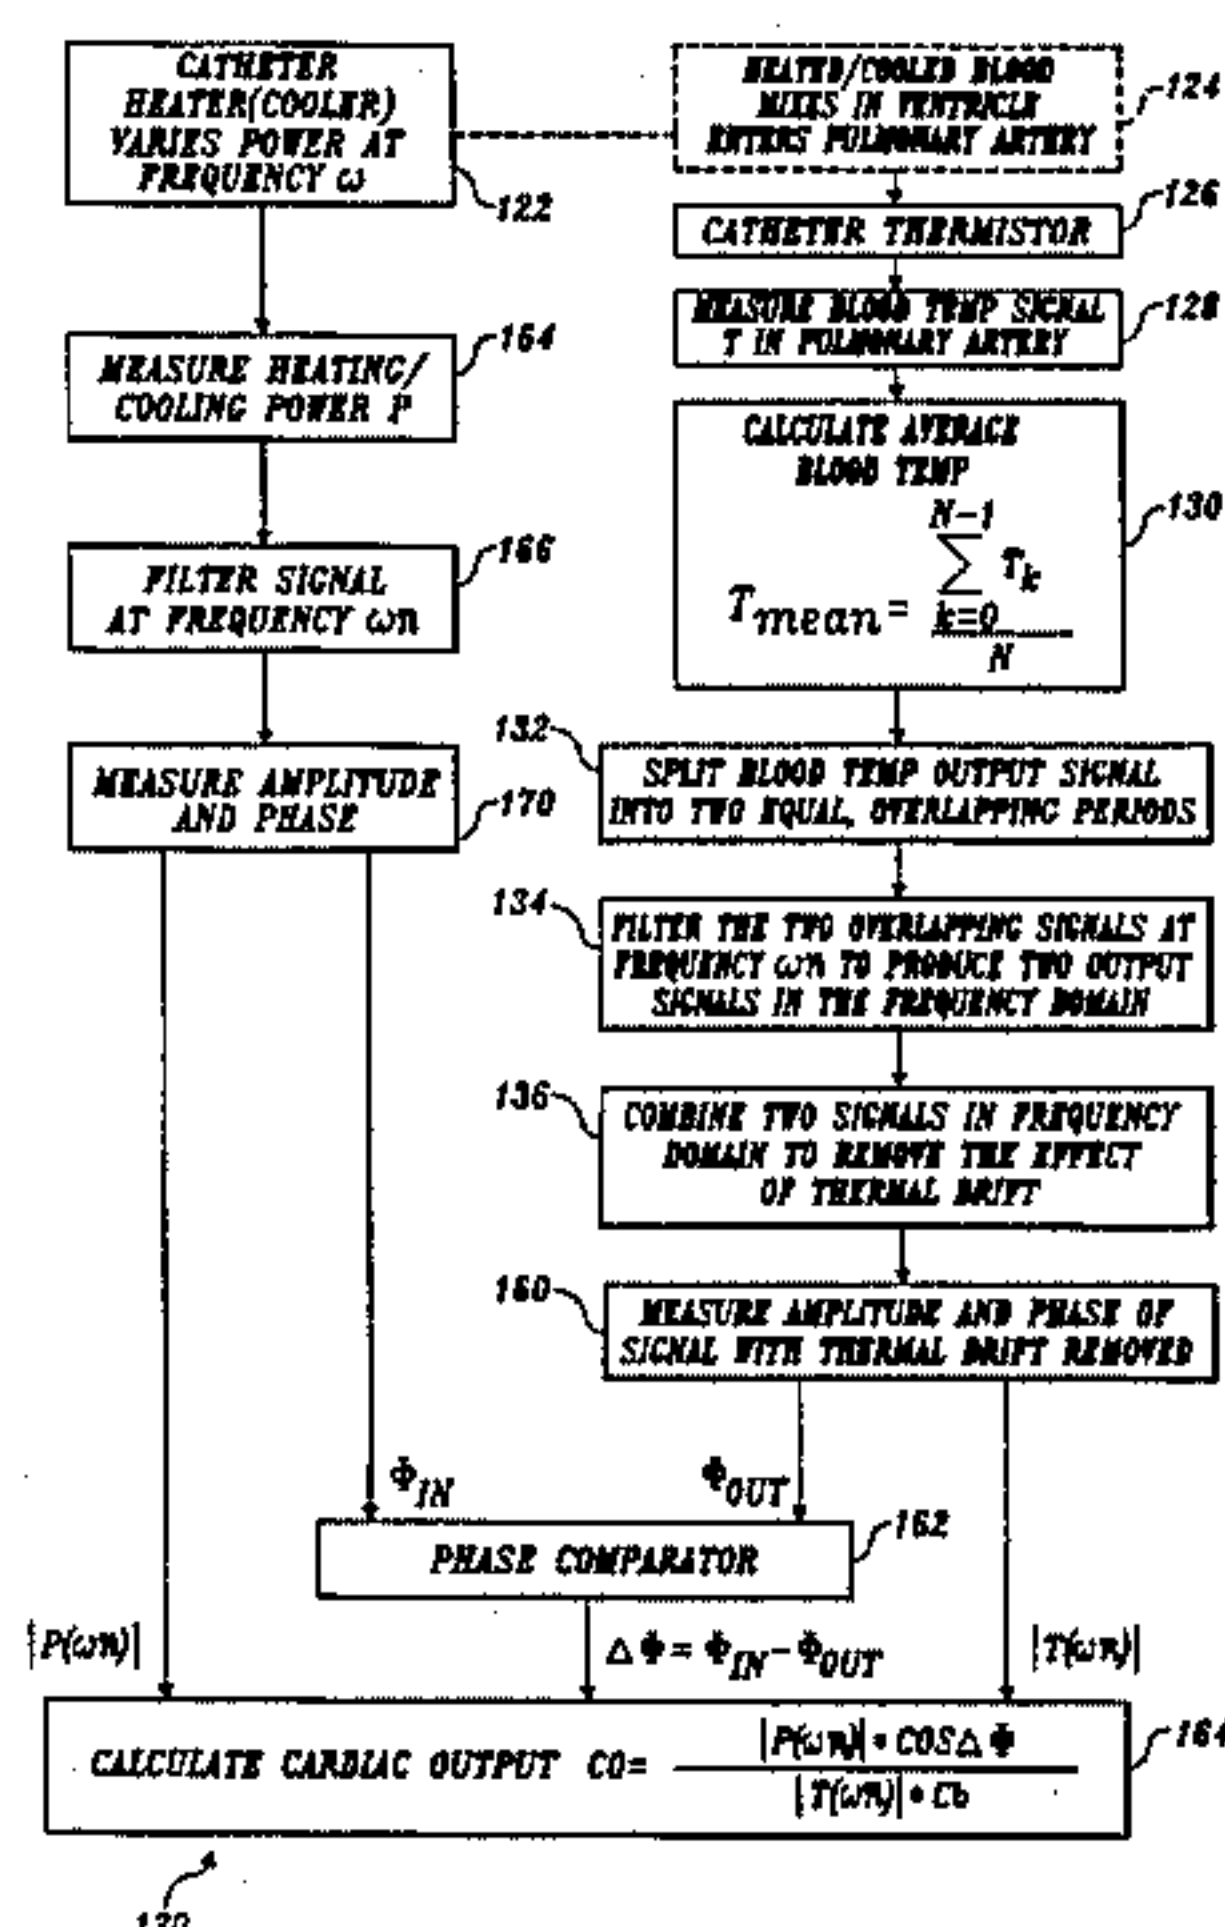 CATHETER
HEATER(COOLER)
VARIES POWER AT
FREQUENCY ω
122
HEATED/COOLED BLOOD
MIXES IN VENTRICLE
ENTERS PULMONARY ARTERY
124
CATHETER THERMISTOR
126
MEASURE BLOOD TEMP SIGNAL
T IN PULMONARY ARTERY
128
MEASURE HEATING/
COOLING POWER P
164
CALCULATE AVERAGE
BLOOD TEMP
N-1
∑ Tk
Tmean = k=0
N
130
FILTER SIGNAL
AT FREQUENCY ωn
166
MEASURE AMPLITUDE
AND PHASE
170
132
SPLIT BLOOD TEMP OUTPUT SIGNAL
INTO TWO EQUAL, OVERLAPPING PERIODS
134
FILTER THE TWO OVERLAPPING SIGNALS AT
FREQUENCY ωn TO PRODUCE TWO OUTPUT
SIGNALS IN THE FREQUENCY DOMAIN
136
COMBINE TWO SIGNALS IN FREQUENCY
DOMAIN TO REMOVE THE EFFECT
OF THERMAL DRIFT
160
MEASURE AMPLITUDE AND PHASE OF
SIGNAL WITH THERMAL DRIFT REMOVED
ΦIN
ΦOUT
162
PHASE COMPARATOR
|P(ωn)|
ΔΦ = ΦIN - ΦOUT
|T(ωn)|
164
CALCULATE CARDIAC OUTPUT CO=
|P(ωn)| • COSΔΦ
|T(ωn)| • Cb